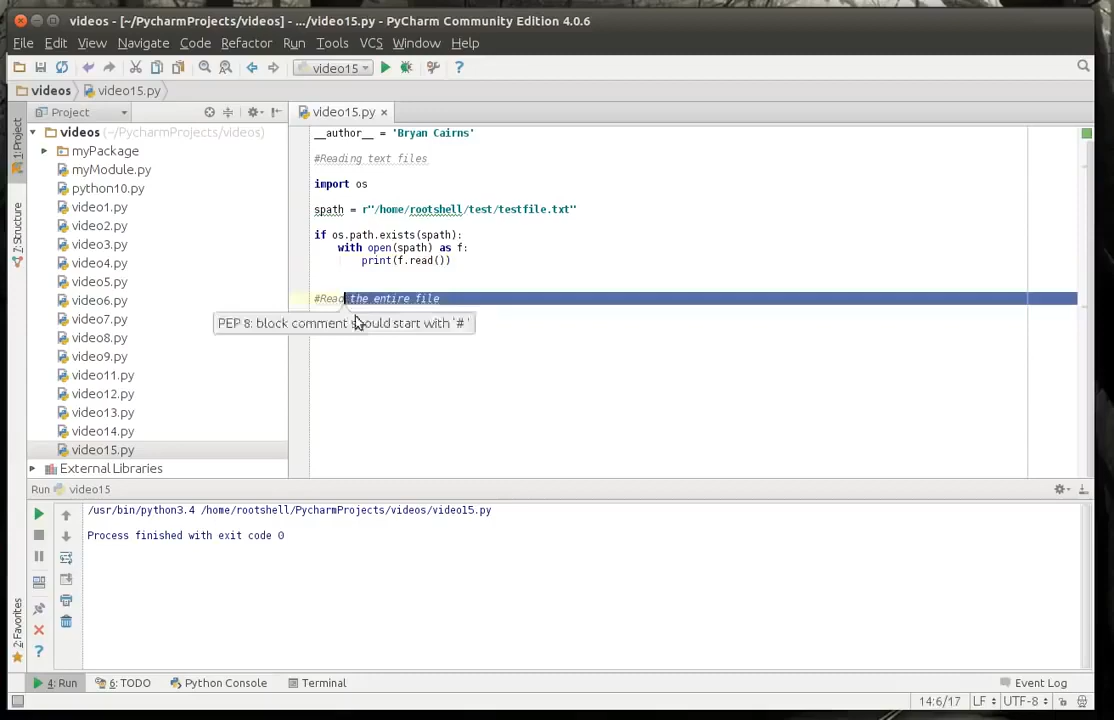 videos - [~/PycharmProjects/videos] - .../video15.py - PyCharm Community Edition 4.0.6
File Edit View Navigate Code Refactor Run Tools VCS Window Help
video15
videos video15.py
Project
video15.py
1: Project
7: Structure
2: Favorites
videos (~/PycharmProjects/videos)
myPackage
myModule.py
python10.py
video1.py
video2.py
video3.py
video4.py
video5.py
video6.py
video7.py
video8.py
video9.py
video11.py
video12.py
video13.py
video14.py
video15.py
External Libraries
__author__ = 'Bryan Cairns'
#Reading text files
import os
spath = r"/home/rootshell/test/testfile.txt"
if os.path.exists(spath):
with open(spath) as f:
print(f.read())
#Read the entire file
PEP 8: block comment should start with '# '
Run video15
/usr/bin/python3.4 /home/rootshell/PycharmProjects/videos/video15.py
Process finished with exit code 0
4: Run 6: TODO Python Console Terminal Event Log
14:6/17 LF UTF-8